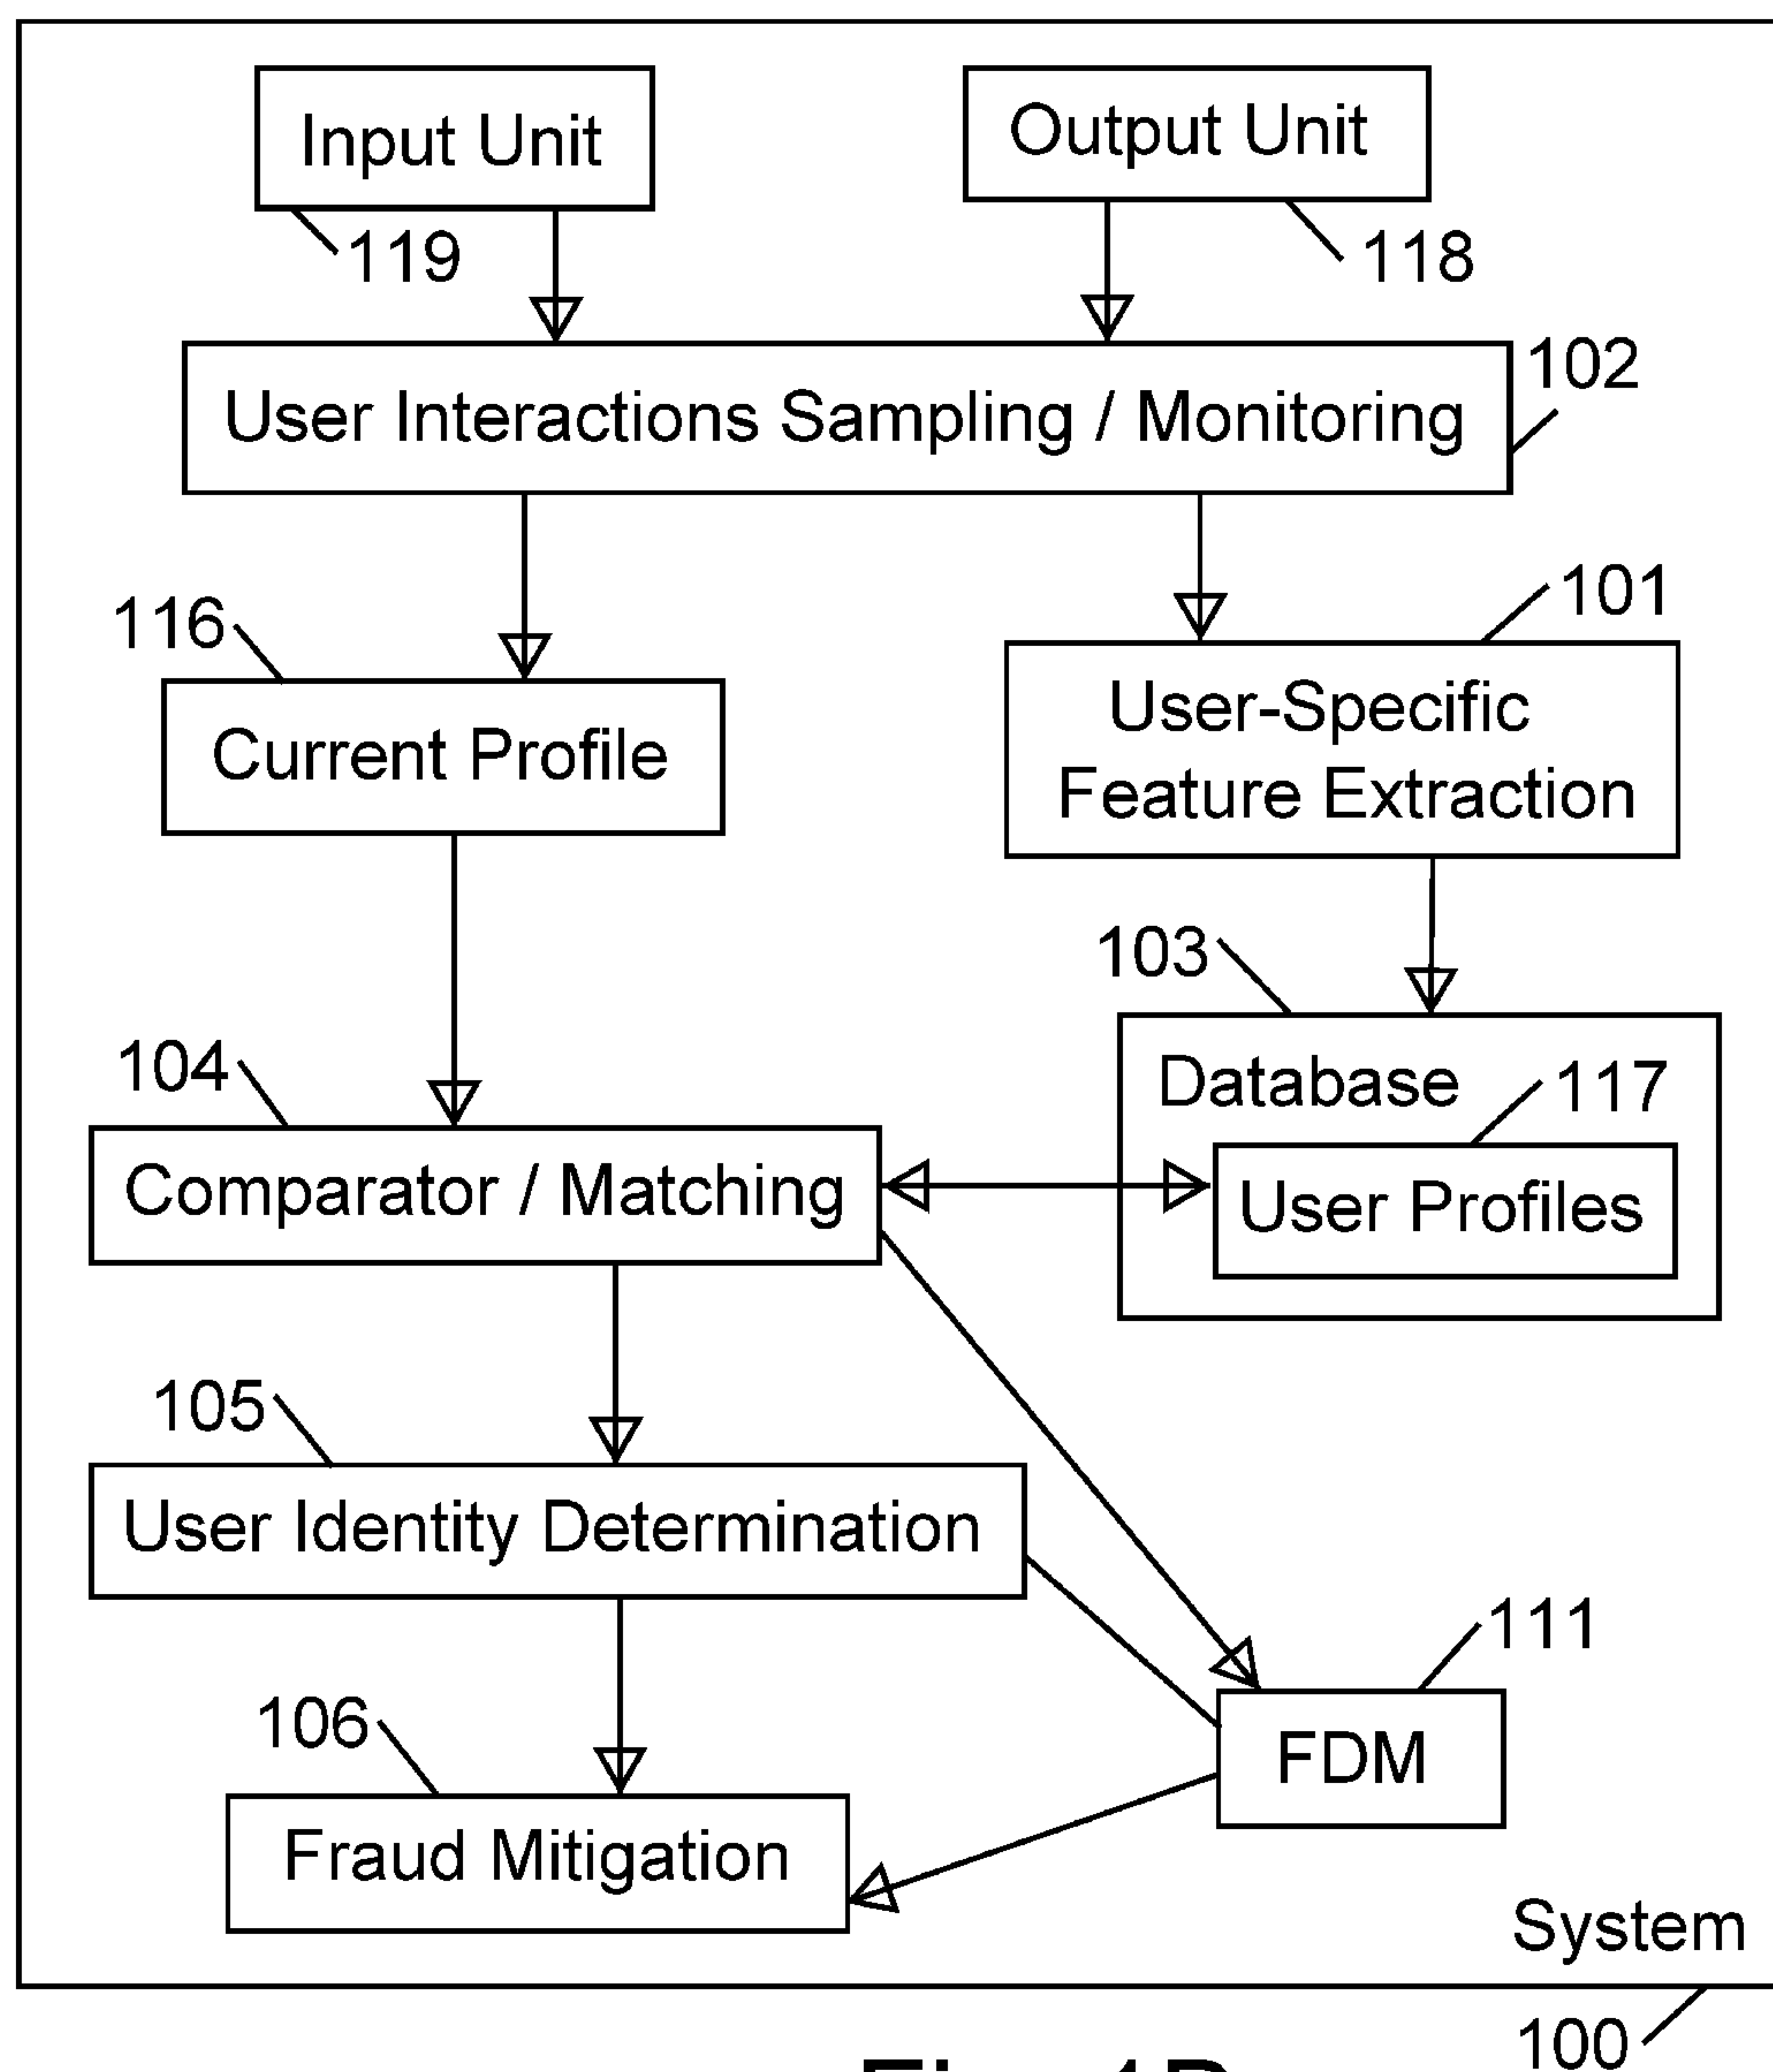 Input Unit
Output Unit
119
118
102
User Interactions Sampling / Monitoring
116
101
Current Profile
User-Specific
Feature Extraction
103
104
Database
117
Comparator / Matching
User Profiles
105
User Identity Determination
111
106
FDM
Fraud Mitigation
System
100